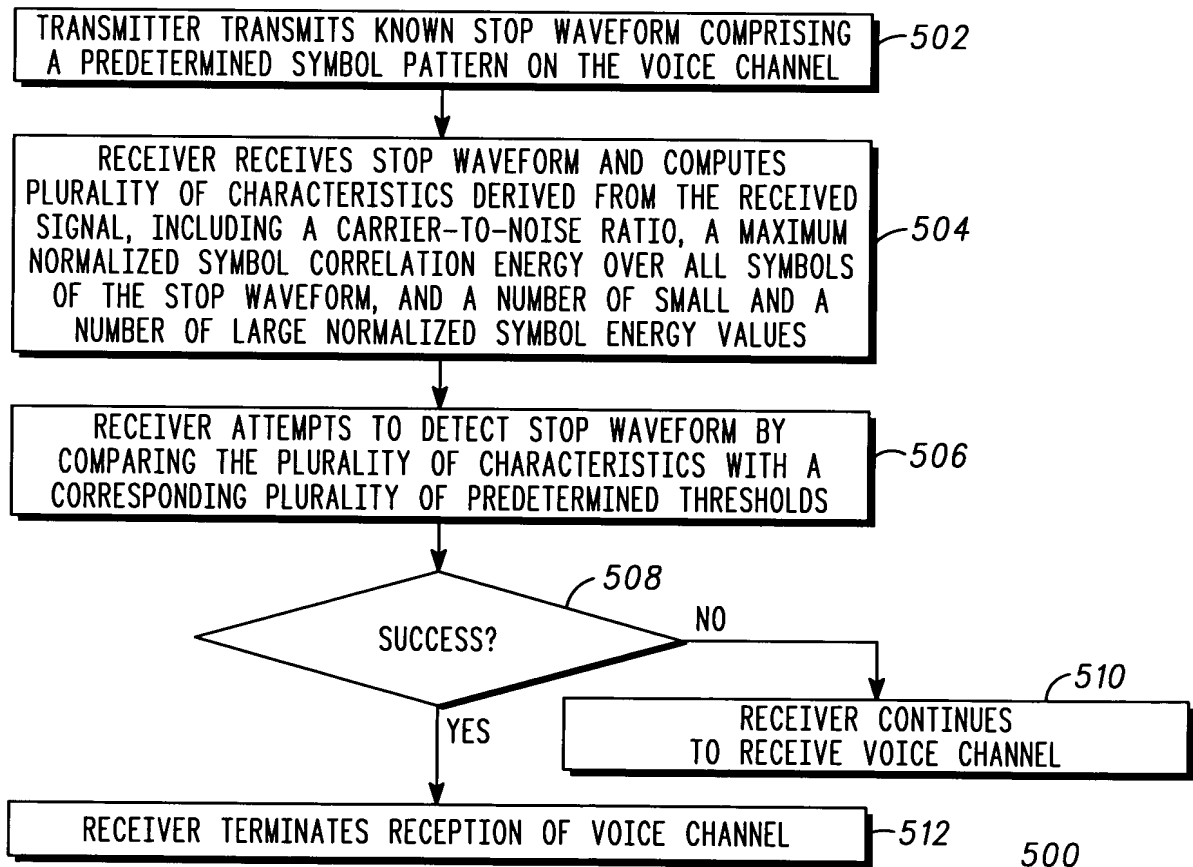 TRANSMITTER TRANSMITS KNOWN STOP WAVEFORM COMPRISING
A PREDETERMINED SYMBOL PATTERN ON THE VOICE CHANNEL
502
RECEIVER RECEIVES STOP WAVEFORM AND COMPUTES
PLURALITY OF CHARACTERISTICS DERIVED FROM THE RECEIVED
SIGNAL, INCLUDING A CARRIER-TO-NOISE RATIO, A MAXIMUM
NORMALIZED SYMBOL CORRELATION ENERGY OVER ALL SYMBOLS
OF THE STOP WAVEFORM, AND A NUMBER OF SMALL AND A
NUMBER OF LARGE NORMALIZED SYMBOL ENERGY VALUES
504
RECEIVER ATTEMPTS TO DETECT STOP WAVEFORM BY
COMPARING THE PLURALITY OF CHARACTERISTICS WITH A
CORRESPONDING PLURALITY OF PREDETERMINED THRESHOLDS
506
508
SUCCESS?
NO
510
RECEIVER CONTINUES
TO RECEIVE VOICE CHANNEL
YES
RECEIVER TERMINATES RECEPTION OF VOICE CHANNEL
512
500